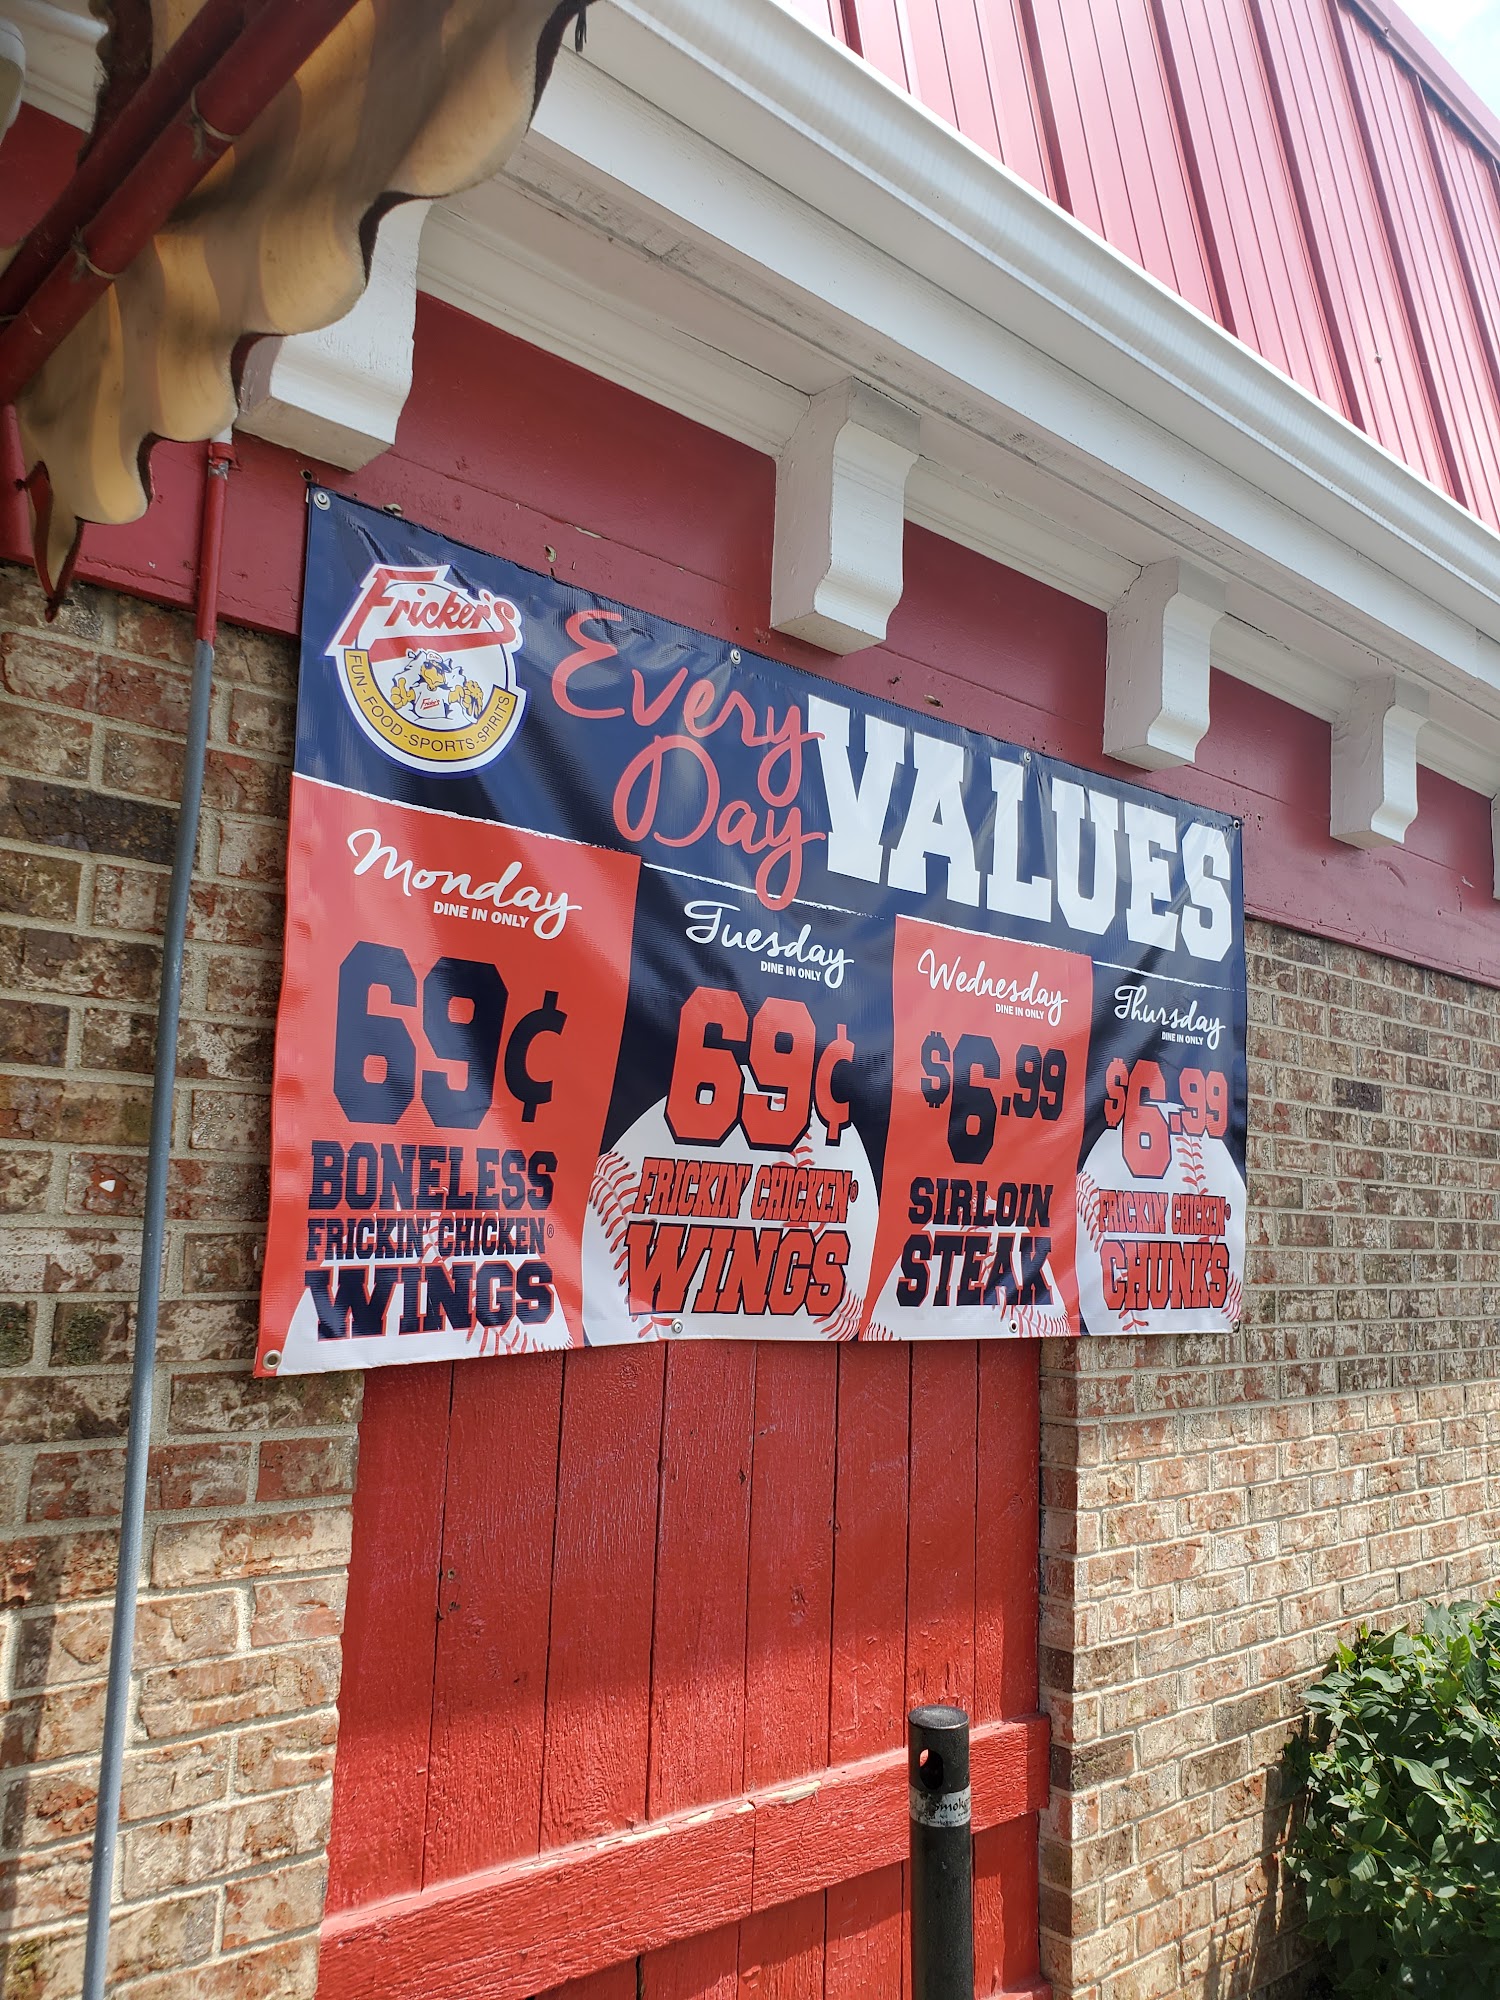 Fricker's
FUN-FOOD-SPORTS-SPIRITS
Fricker's
Every
Day
VALUES
Monday
DINE IN ONLY
69¢
BONELESS
FRICKIN' CHICKEN®
WINGS
Tuesday
DINE IN ONLY
69¢
FRICKIN' CHICKEN®
WINGS
Wednesday
DINE IN ONLY
$6.99
SIRLOIN
STEAK
Thursday
DINE IN ONLY
$6.99
FRICKIN' CHICKEN®
CHUNKS